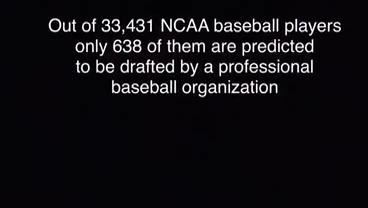 Out of 33,431 NCAA baseball players
only 638 of them are predicted
to be drafted by a professional
baseball organization